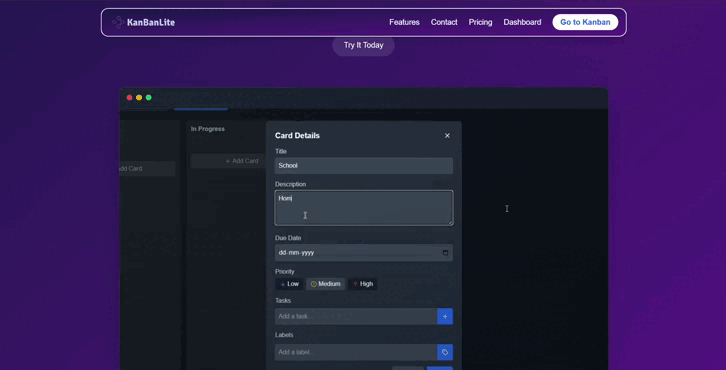 KanBanLite Features Contact Pricing Dashboard Go to Kanban
Try It Today
In Progress
dd Card
+ Add Card
Card Details
Title
School
Description
Hom
Due Date
dd-mm-yyyy
Priority
Low Medium High
Tasks
Add a task...
Labels
Add a label.